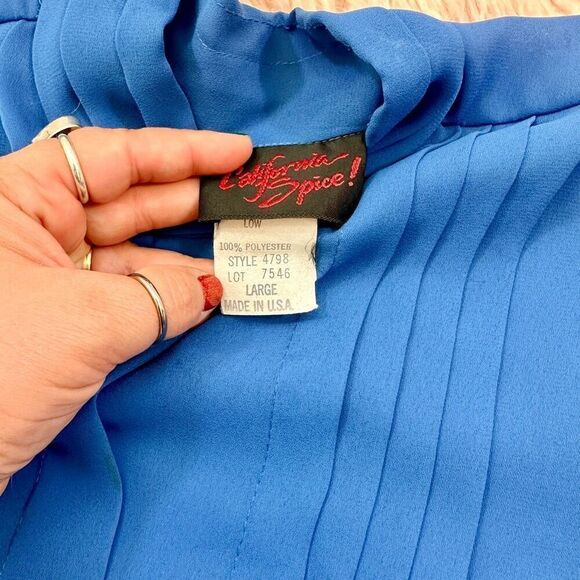 California
Spice!
LOW
100% POLYESTER
STYLE 4798
LOT 7546
LARGE
MADE IN U.S.A.